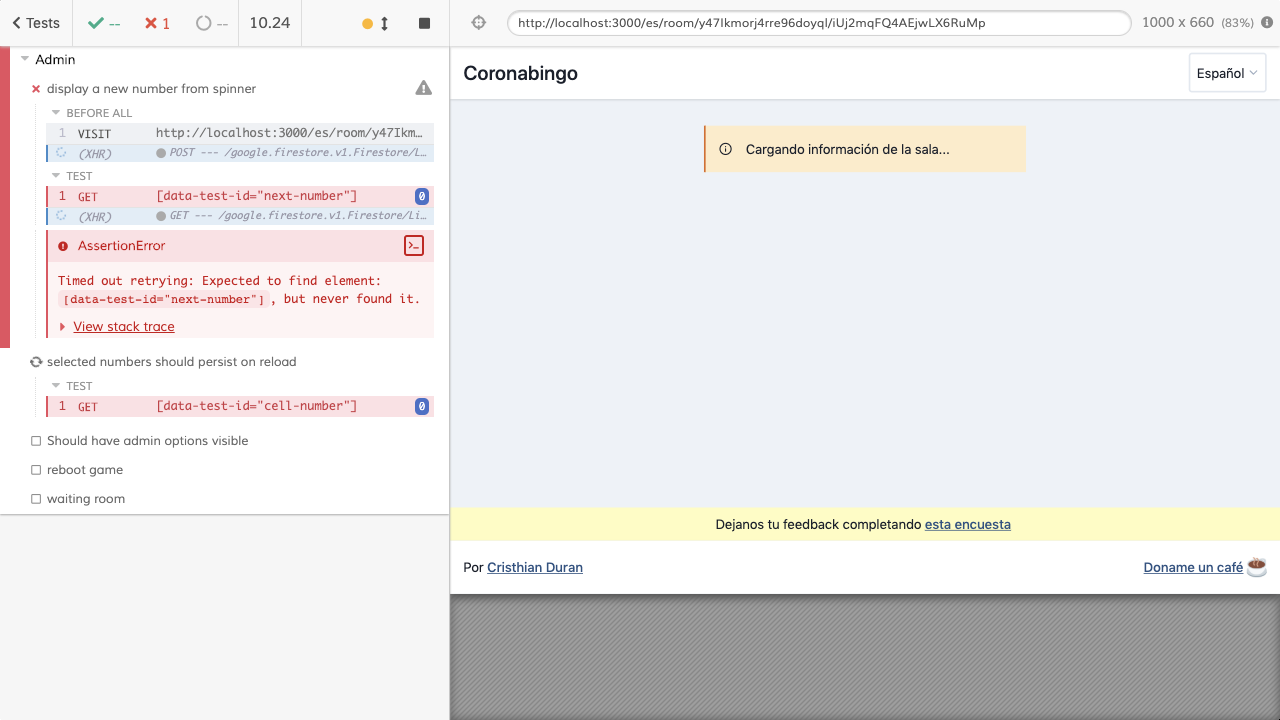 Tests
--
1
--
10.24
http://localhost:3000/es/room/y47Ikmorj4rre96doyql/iUj2mqFQ4AEjwLX6RuMp
1000 x 660 (83%)
Admin
display a new number from spinner
BEFORE ALL
1 VISIT http://localhost:3000/es/room/y47Ikm…
(XHR) POST --- /google.firestore.v1.Firestore/L…
TEST
1 GET [data-test-id="next-number"] 0
(XHR) GET --- /google.firestore.v1.Firestore/Li…
AssertionError
Timed out retrying: Expected to find element:
[data-test-id="next-number"], but never found it.
View stack trace
selected numbers should persist on reload
TEST
1 GET [data-test-id="cell-number"] 0
Should have admin options visible
reboot game
waiting room
Coronabingo
Español
Cargando información de la sala...
Dejanos tu feedback completando esta encuesta
Por Cristhian Duran
Doname un café